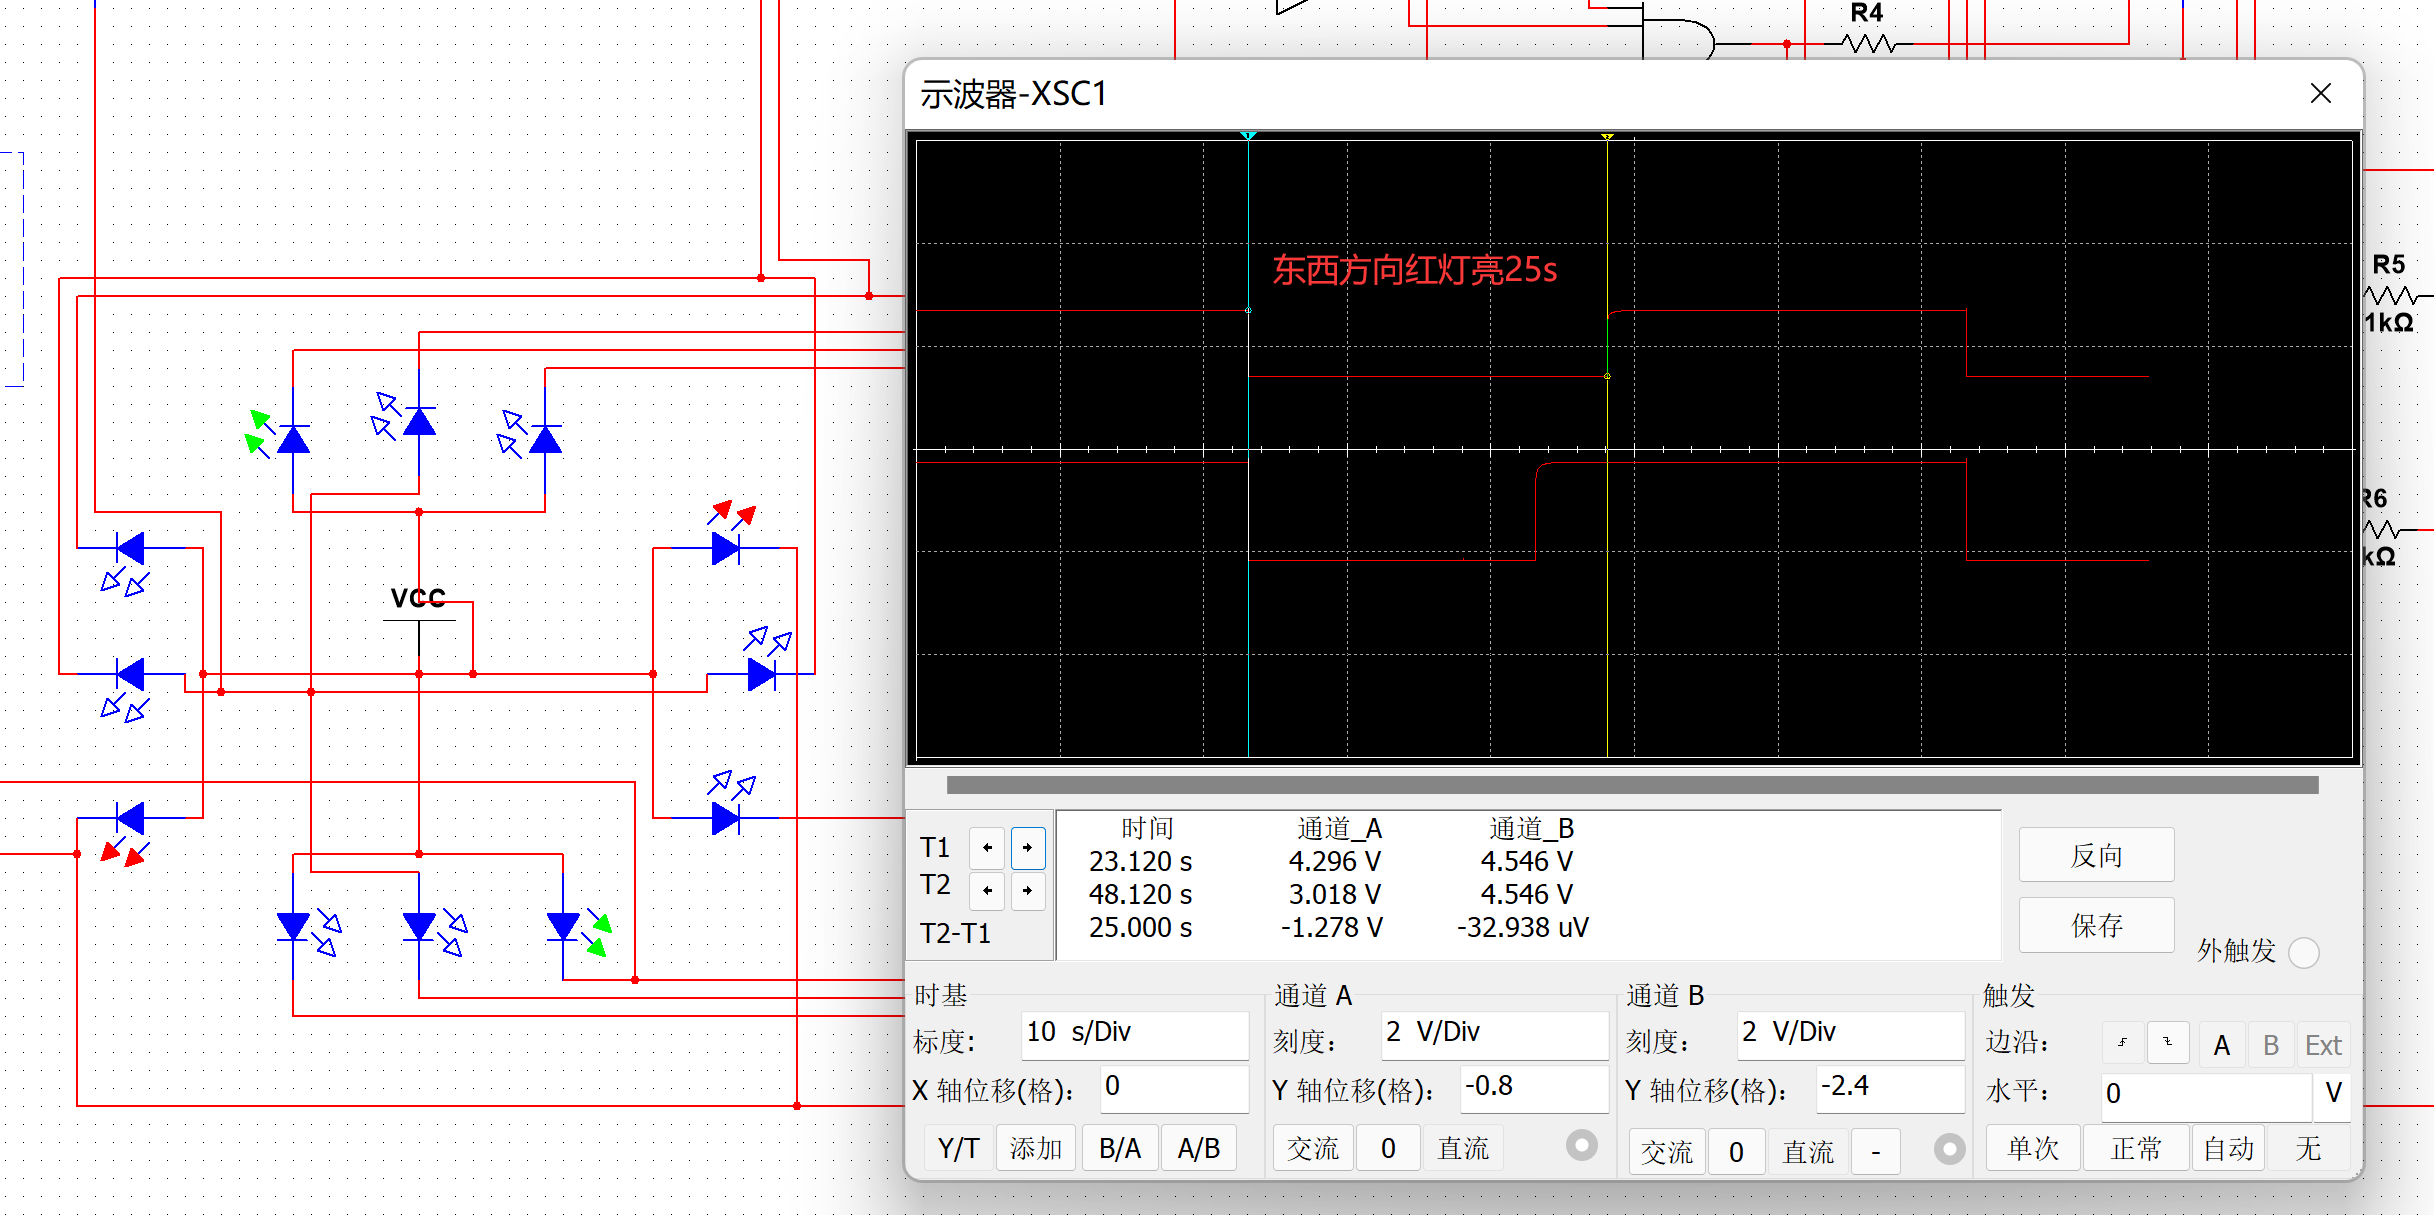 R4
示波器-XSC1
东西方向红灯亮25s
R5
1kΩ
R6
kΩ
VCC
时间 通道_A 通道_B
T1 23.120 s 4.296 V 4.546 V
T2 48.120 s 3.018 V 4.546 V
T2-T1 25.000 s -1.278 V -32.938 uV
反向
保存
外触发
时基 通道 A 通道 B 触发
标度: 10 s/Div 刻度: 2 V/Div 刻度: 2 V/Div 边沿: A B Ext
X 轴位移(格): 0 Y 轴位移(格): -0.8 Y 轴位移(格): -2.4 水平: 0 V
Y/T 添加 B/A A/B 交流 0 直流 交流 0 直流 - 单次 正常 自动 无